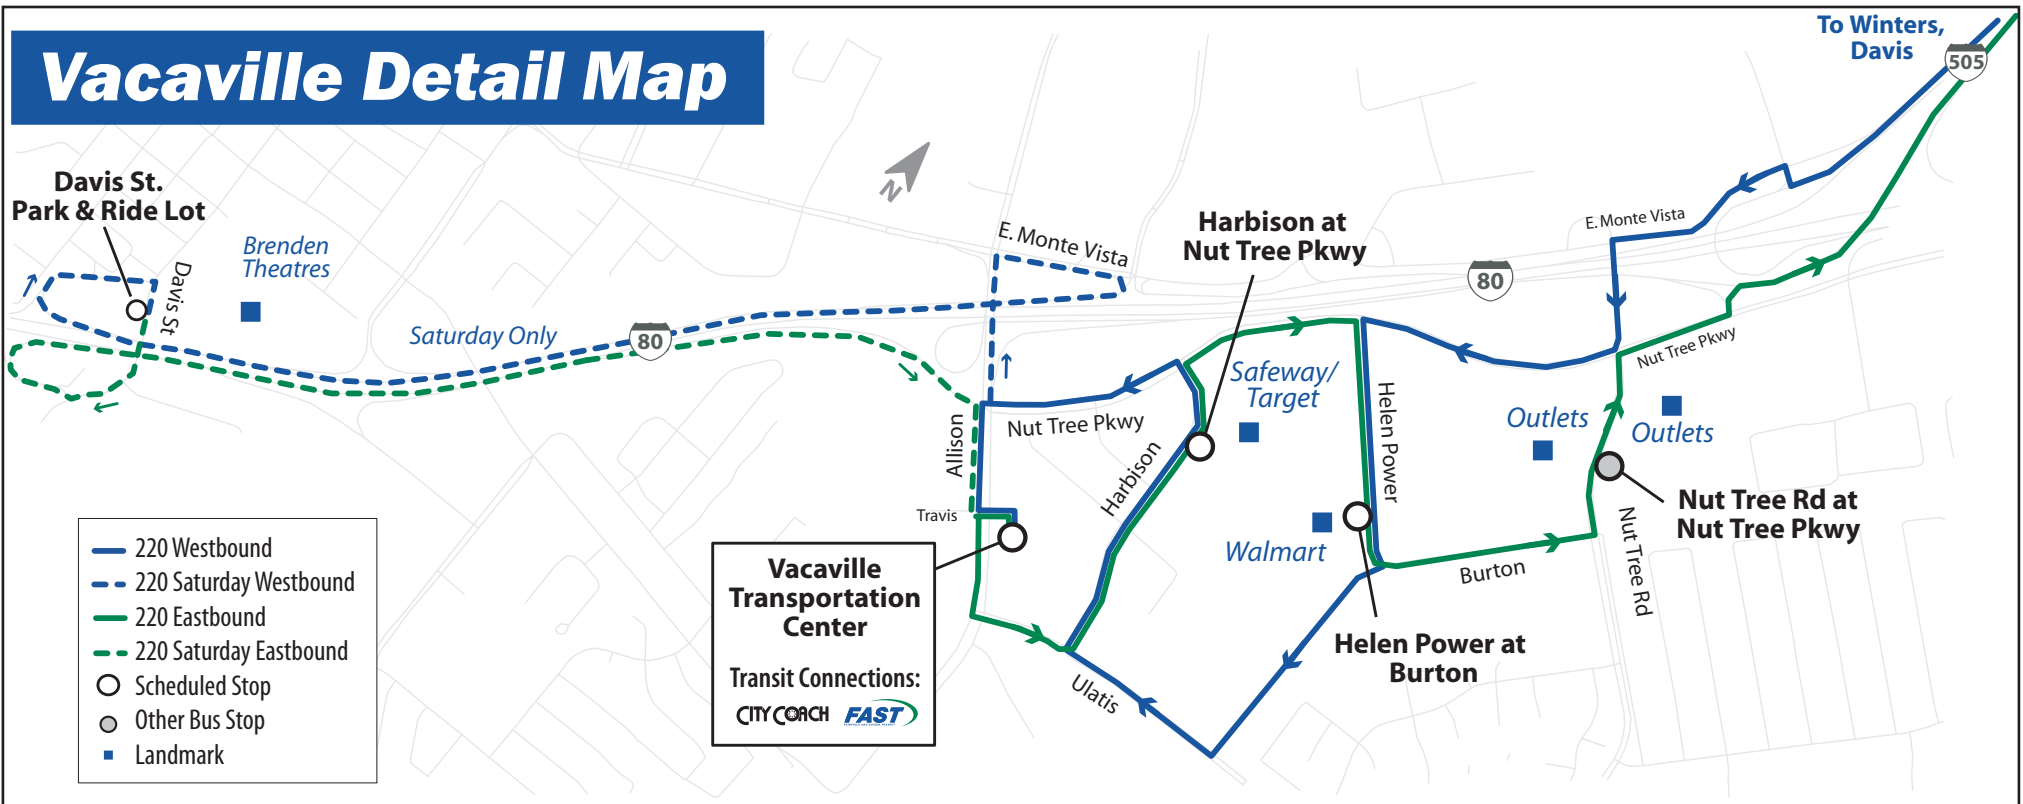 Vacaville Detail Map
To Winters,
Davis
505
Davis St.
Park & Ride Lot
Brenden
Theatres
Davis St
N
E. Monte Vista
Harbison at
Nut Tree Pkwy
E. Monte Vista
80
Saturday Only
80
Nut Tree Pkwy
Safeway/
Target
Helen Power
Outlets
Outlets
Nut Tree Pkwy
Allison
Harbison
Travis
Walmart
Burton
Nut Tree Rd
Nut Tree Rd at
Nut Tree Pkwy
Helen Power at
Burton
Ulatis
Vacaville
Transportation
Center
Transit Connections:
CITY COACH
FAST
220 Westbound
220 Saturday Westbound
220 Eastbound
220 Saturday Eastbound
Scheduled Stop
Other Bus Stop
Landmark